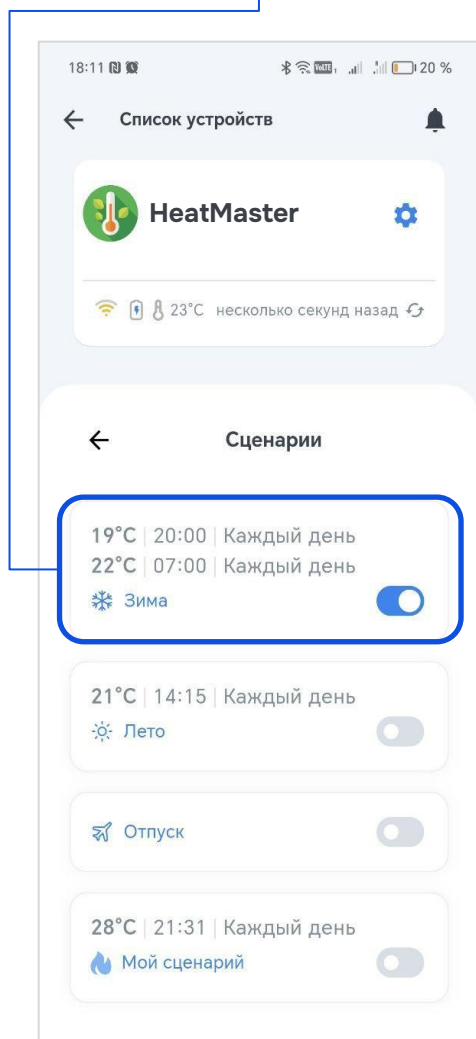 18:11 20 %
Список устройств
HeatMaster
23°C несколько секунд назад
Сценарии
19°C | 20:00 | Каждый день
22°C | 07:00 | Каждый день
Зима
21°C | 14:15 | Каждый день
Лето
Отпуск
28°C | 21:31 | Каждый день
Мой сценарий